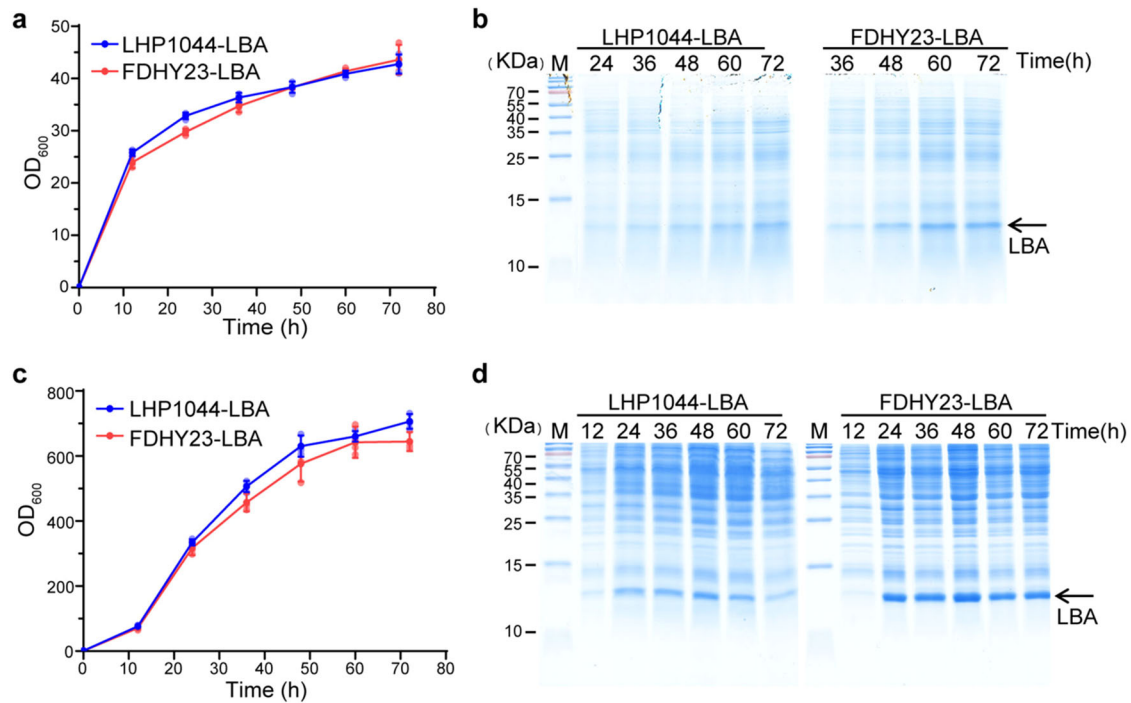 a
50
40
30
20
10
0
OD600
LHP1044-LBA
FDHY23-LBA
0 10 20 30 40 50 60 70 80
Time (h)
b
LHP1044-LBA FDHY23-LBA
(KDa) M 24 36 48 60 72 36 48 60 72 Time(h)
70
55
40
35
25
15
10
LBA
c
800
600
400
200
0
OD600
LHP1044-LBA
FDHY23-LBA
0 10 20 30 40 50 60 70 80
Time (h)
d
LHP1044-LBA FDHY23-LBA
(KDa) M 12 24 36 48 60 72 M 12 24 36 48 60 72 Time(h)
70
55
40
35
25
15
10
LBA